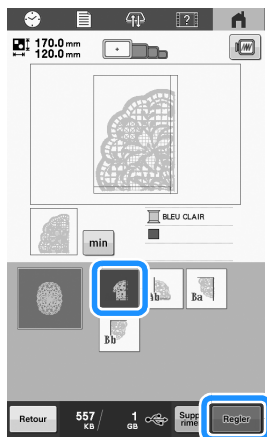 170.0 mm
120.0 mm
BLEU CLAIR
min
Ab
Ba
Bb
Retour
557 KB / 1 GB
Supp rime
Regler